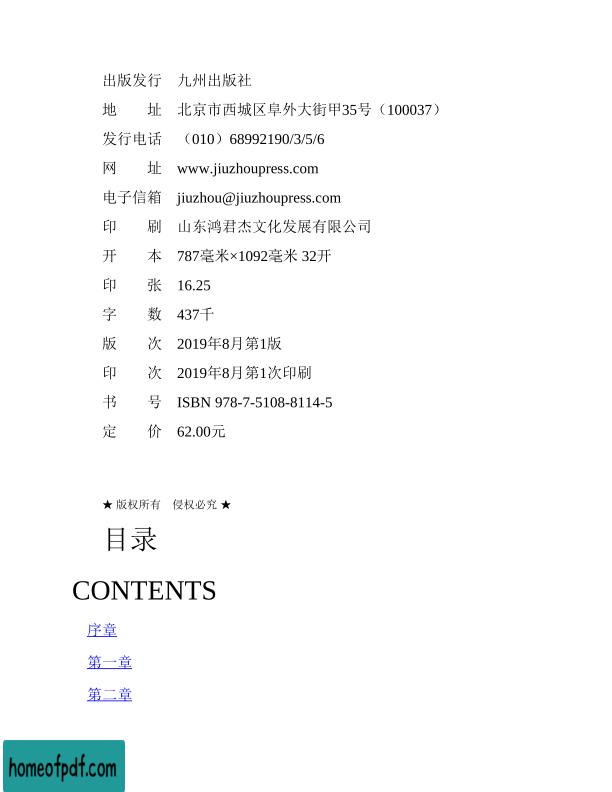 出版发行　九州出版社
地　　址　北京市西城区阜外大街甲35号（100037）
发行电话　（010）68992190/3/5/6
网　　址　www.jiuzhoupress.com
电子信箱　jiuzhou@jiuzhoupress.com
印　　刷　山东鸿君杰文化发展有限公司
开　　本　787毫米×1092毫米 32开
印　　张　16.25
字　　数　437千
版　　次　2019年8月第1版
印　　次　2019年8月第1次印刷
书　　号　ISBN 978-7-5108-8114-5
定　　价　62.00元
★ 版权所有　侵权必究 ★
目录
CONTENTS
序章
第一章
第二章
homeofpdf.com